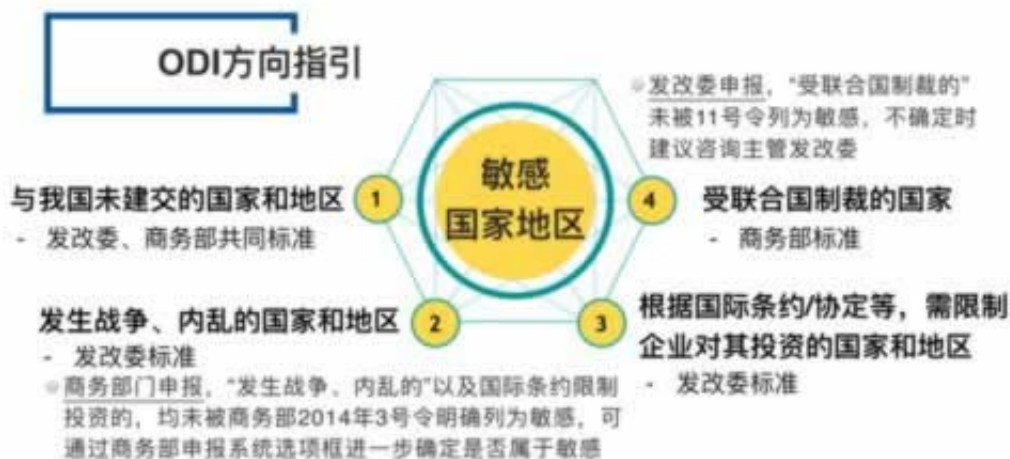 ODI方向指引
发改委申报，“受联合国制裁的”
未被11号令列为敏感，不确定时
建议咨询主管发改委
敏感
国家地区
与我国未建交的国家和地区
1
- 发改委、商务部共同标准
4
受联合国制裁的国家
- 商务部标准
发生战争、内乱的国家和地区
2
- 发改委标准
商务部门申报，“发生战争、内乱的”以及国际条约限制
投资的，均未被商务部2014年3号令明确列为敏感，可
通过商务部申报系统选项框进一步确定是否属于敏感
3
根据国际条约/协定等，需限制
企业对其投资的国家和地区
- 发改委标准